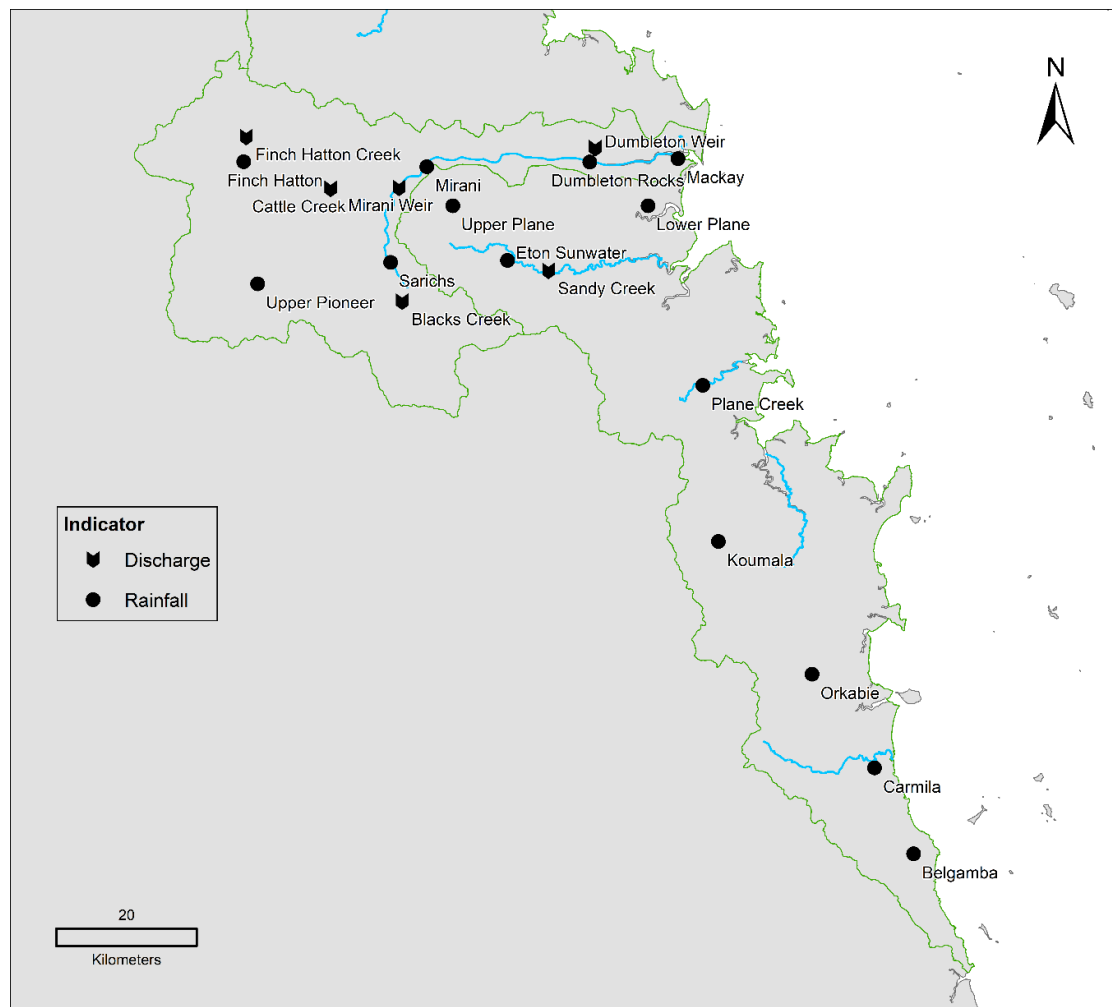 N
Dumbleton Weir
Finch Hatton Creek
Finch Hatton
Mirani
Dumbleton Rocks
Mackay
Cattle Creek
Mirani Weir
Upper Plane
Lower Plane
Eton Sunwater
Sarichs
Sandy Creek
Upper Pioneer
Blacks Creek
Plane Creek
Indicator
Discharge
Rainfall
Koumala
Orkabie
Carmila
Belgamba
20
Kilometers